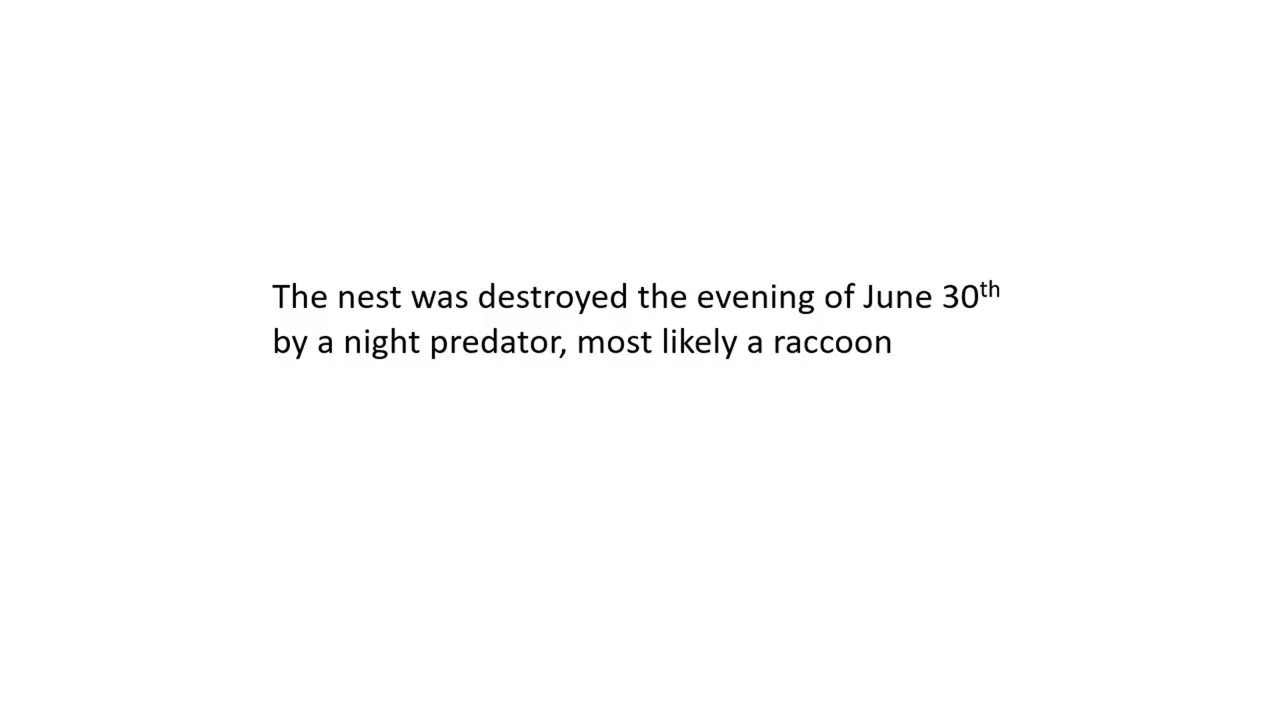 The nest was destroyed the evening of June 30th
by a night predator, most likely a raccoon